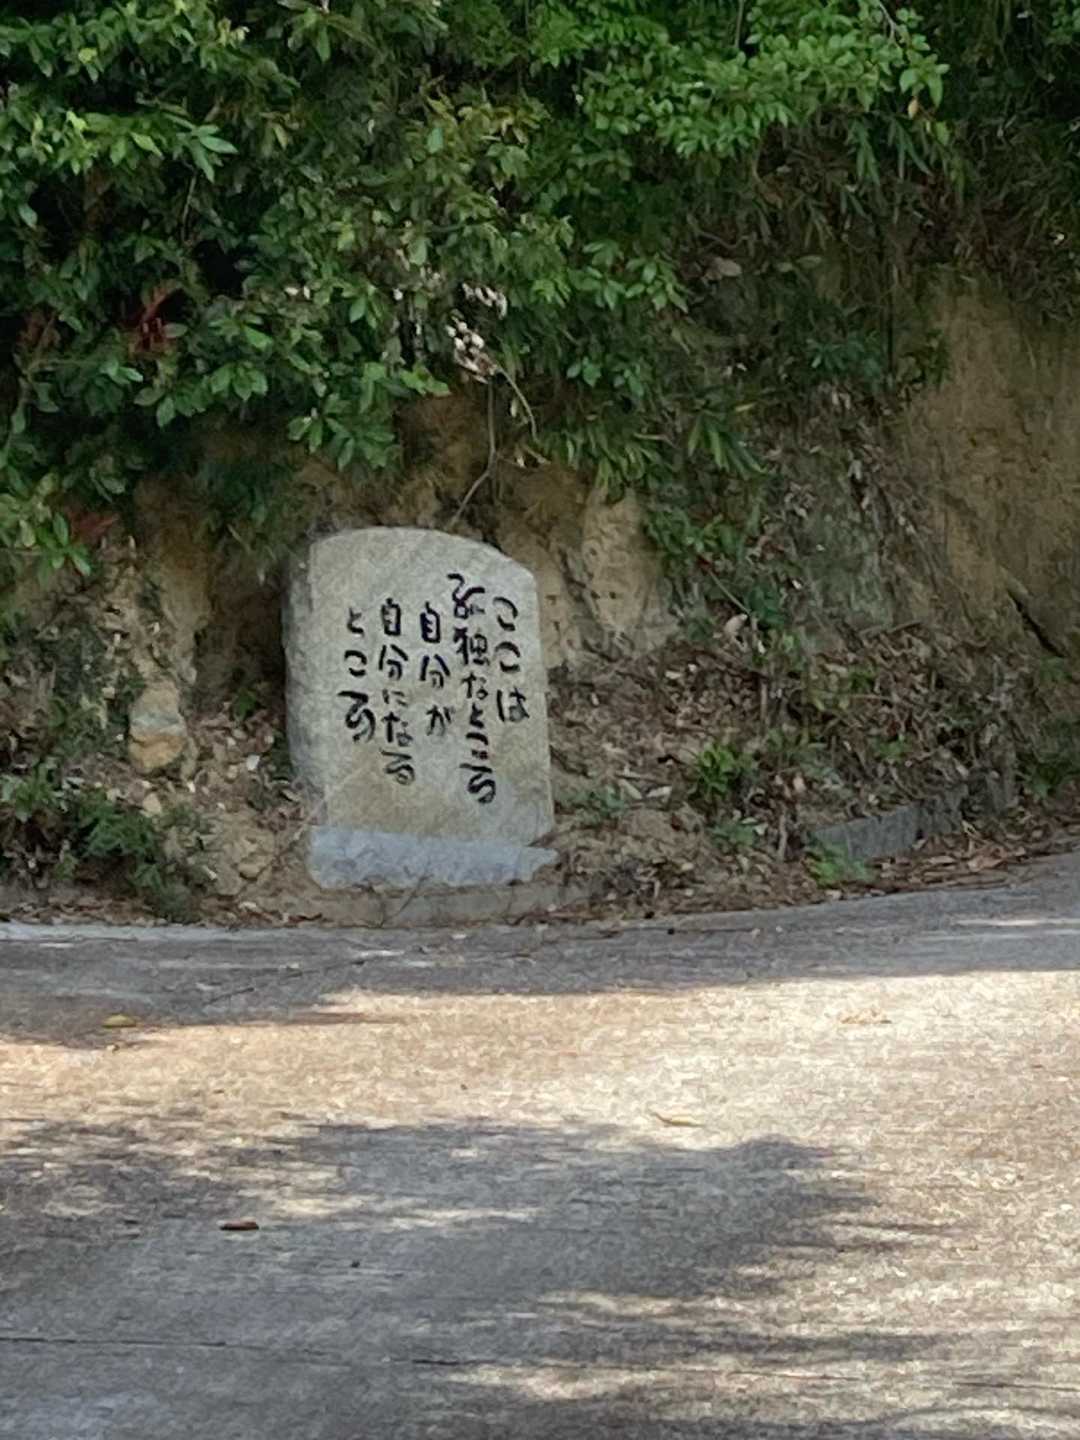 ここは
孤独なところ
自分が
自分になる
ところ